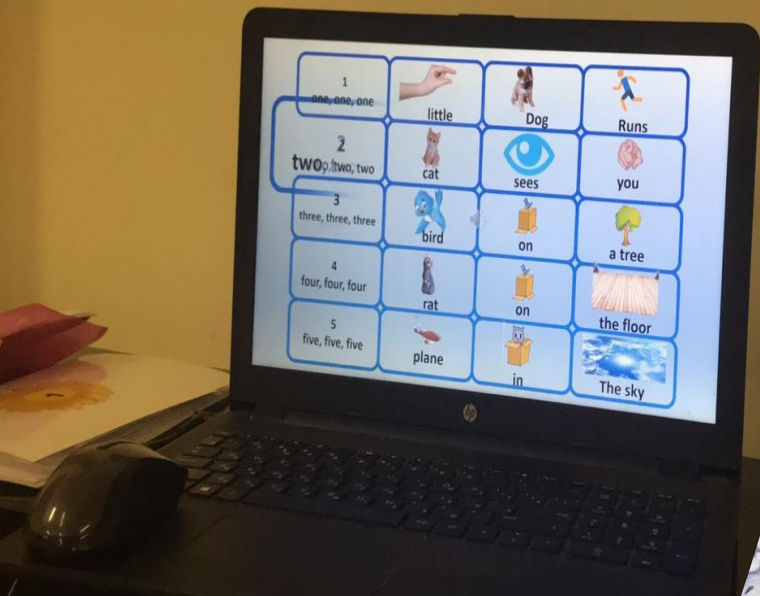 1
one, one, one
little
Dog
Runs
2
two, two, two
cat
sees
you
3
three, three, three
bird
on
a tree
4
four, four, four
rat
on
the floor
5
five, five, five
plane
in
The sky
hp